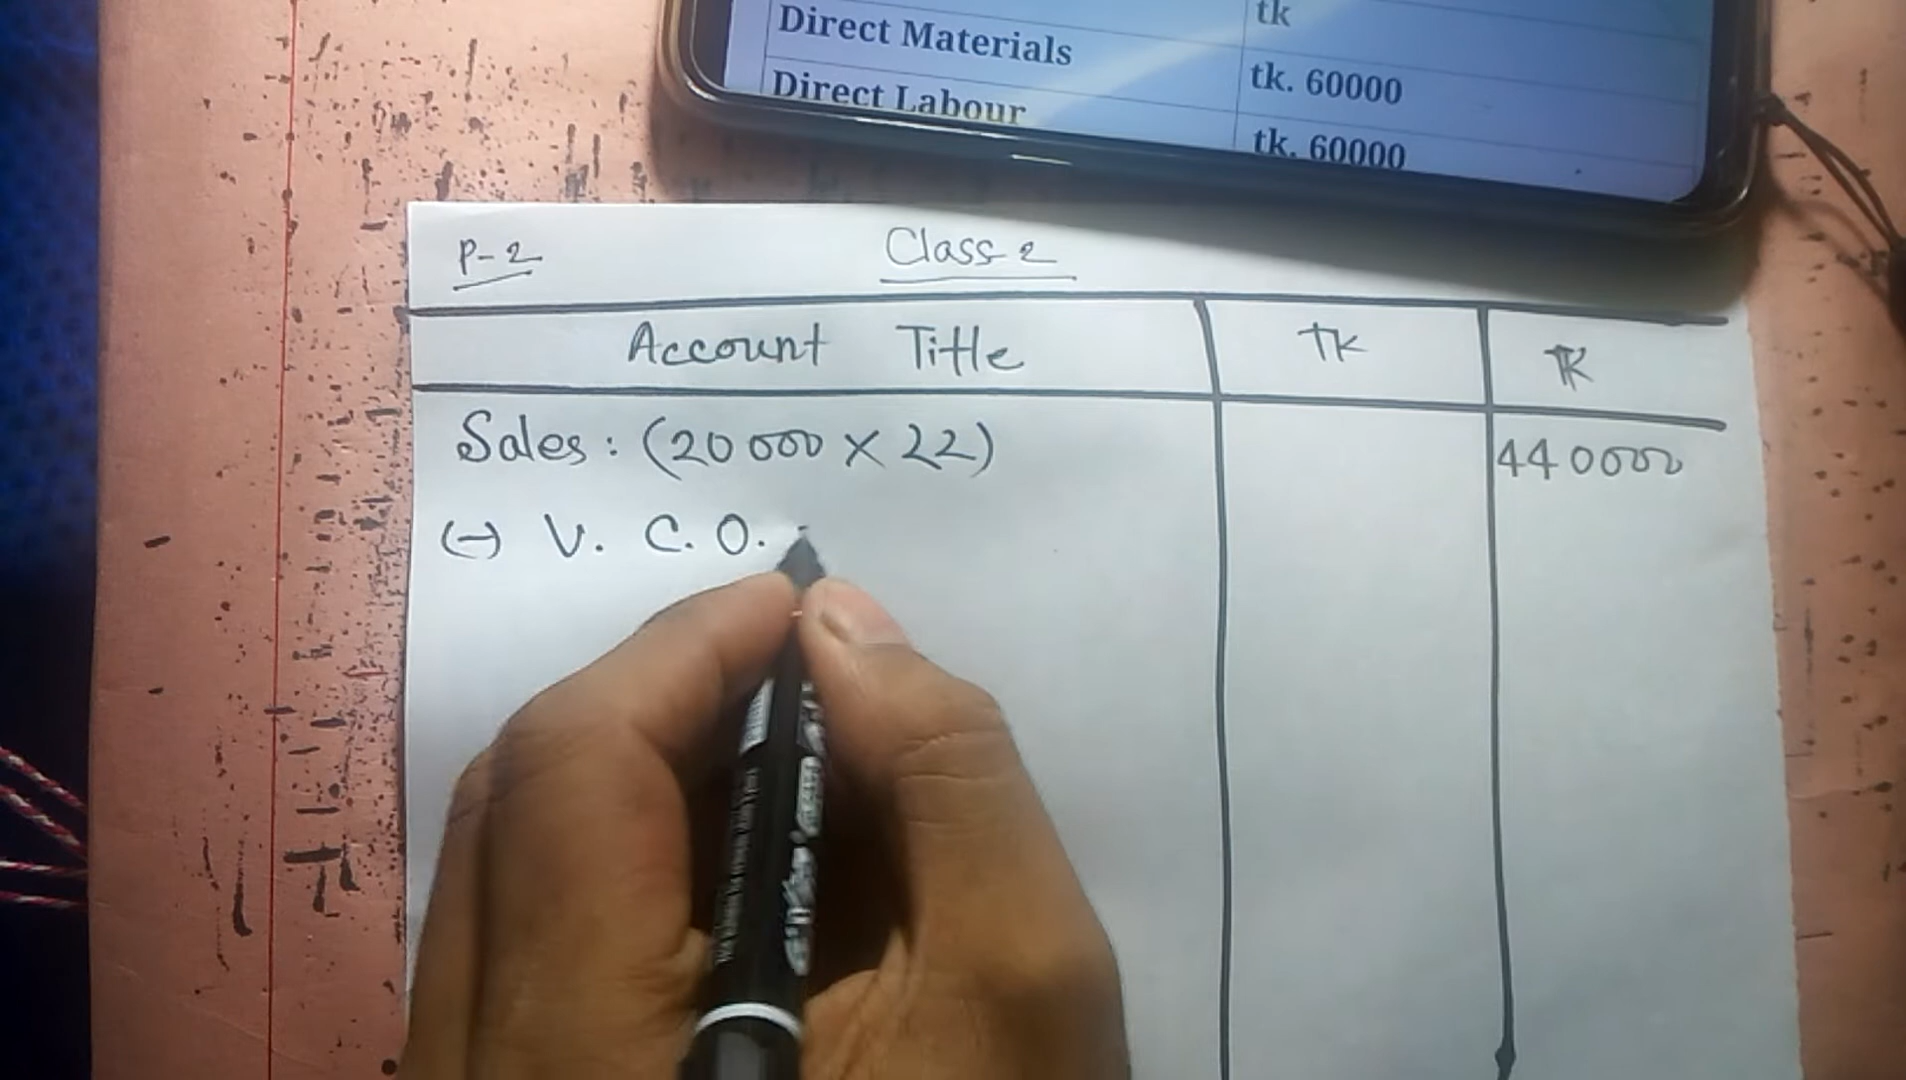 tk
Direct Materials tk. 60000
Direct Labour tk. 60000
P-2 Class 2
Account Title TK TK
Sales: (20000 × 22) 440000
(-) V. C. O.